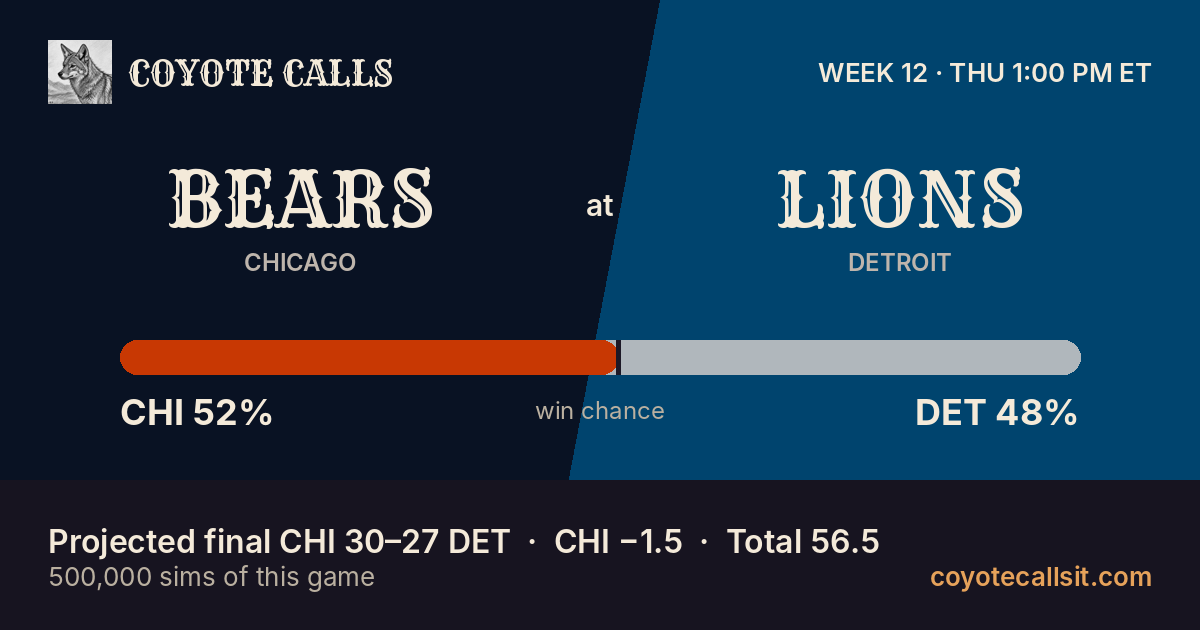 COYOTE CALLS
WEEK 12 · THU 1:00 PM ET
BEARS
at
LIONS
CHICAGO
DETROIT
CHI 52%
win chance
DET 48%
Projected final CHI 30–27 DET · CHI −1.5 · Total 56.5
500,000 sims of this game
coyotecallsit.com